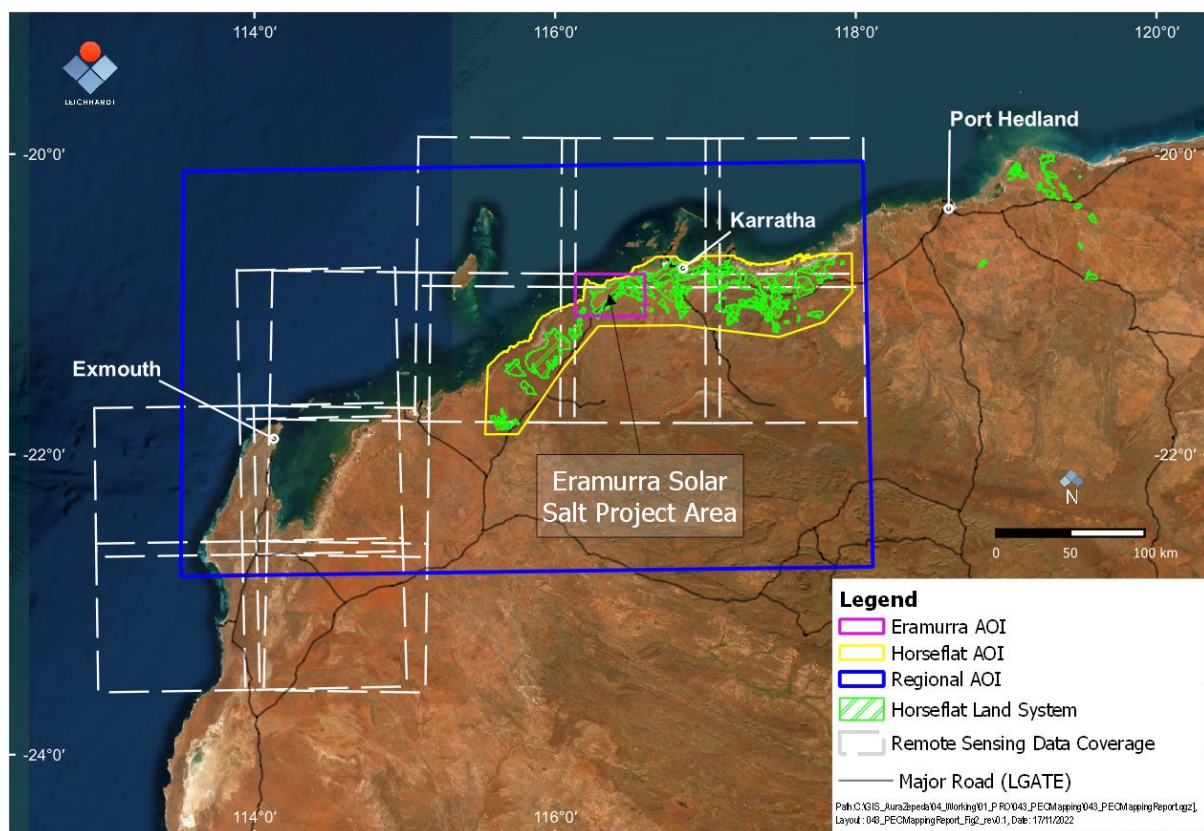 114°0'
116°0'
118°0'
120°0'
LEICHHARDT
Port Hedland
-20°0'
-20°0'
Karratha
Exmouth
-22°0'
-22°0'
Eramurra Solar
Salt Project Area
N
0 50 100 km
Legend
Eramurra AOI
Horseflat AOI
Regional AOI
Horseflat Land System
Remote Sensing Data Coverage
Major Road (LGATE)
-24°0'
114°0'
116°0'
Layout : 043_PECMappingReport_Fig2_rev0.1, Date: 17/11/2022